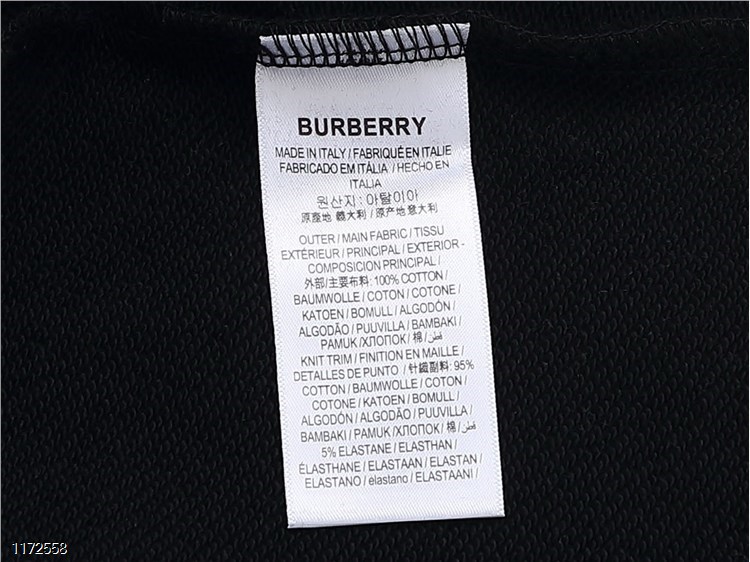 BURBERRY
MADE IN ITALY / FABRIQUÉ EN ITALIE
FABRICADO EM ITÁLIA / HECHO EN
ITALIA
원산지 : 이탈이아
原産地 義大利 / 原产地 意大利
OUTER / MAIN FABRIC / TISSU
EXTÉRIEUR / PRINCIPAL / EXTERIOR -
COMPOSICION PRINCIPAL /
外部/主要布料: 100% COTTON /
BAUMWOLLE / COTON / COTONE /
KATOEN / BOMULL / ALGODÓN /
ALGODÃO / PUUVILLA / BAMBAKI /
PAMUK /ХЛОПОК / 棉 / قطن
KNIT TRIM / FINITION EN MAILLE /
DETALLES DE PUNTO / 針織副料: 95%
COTTON / BAUMWOLLE / COTON /
COTONE / KATOEN / BOMULL /
ALGODÓN / ALGODÃO / PUUVILLA /
BAMBAKI / PAMUK /ХЛОПОК / 棉 / قطن
5% ELASTANE / ELASTHAN /
ÉLASTHANE / ELASTAAN / ELASTAN /
ELASTANO / elastano / ELASTAANI /
1172558